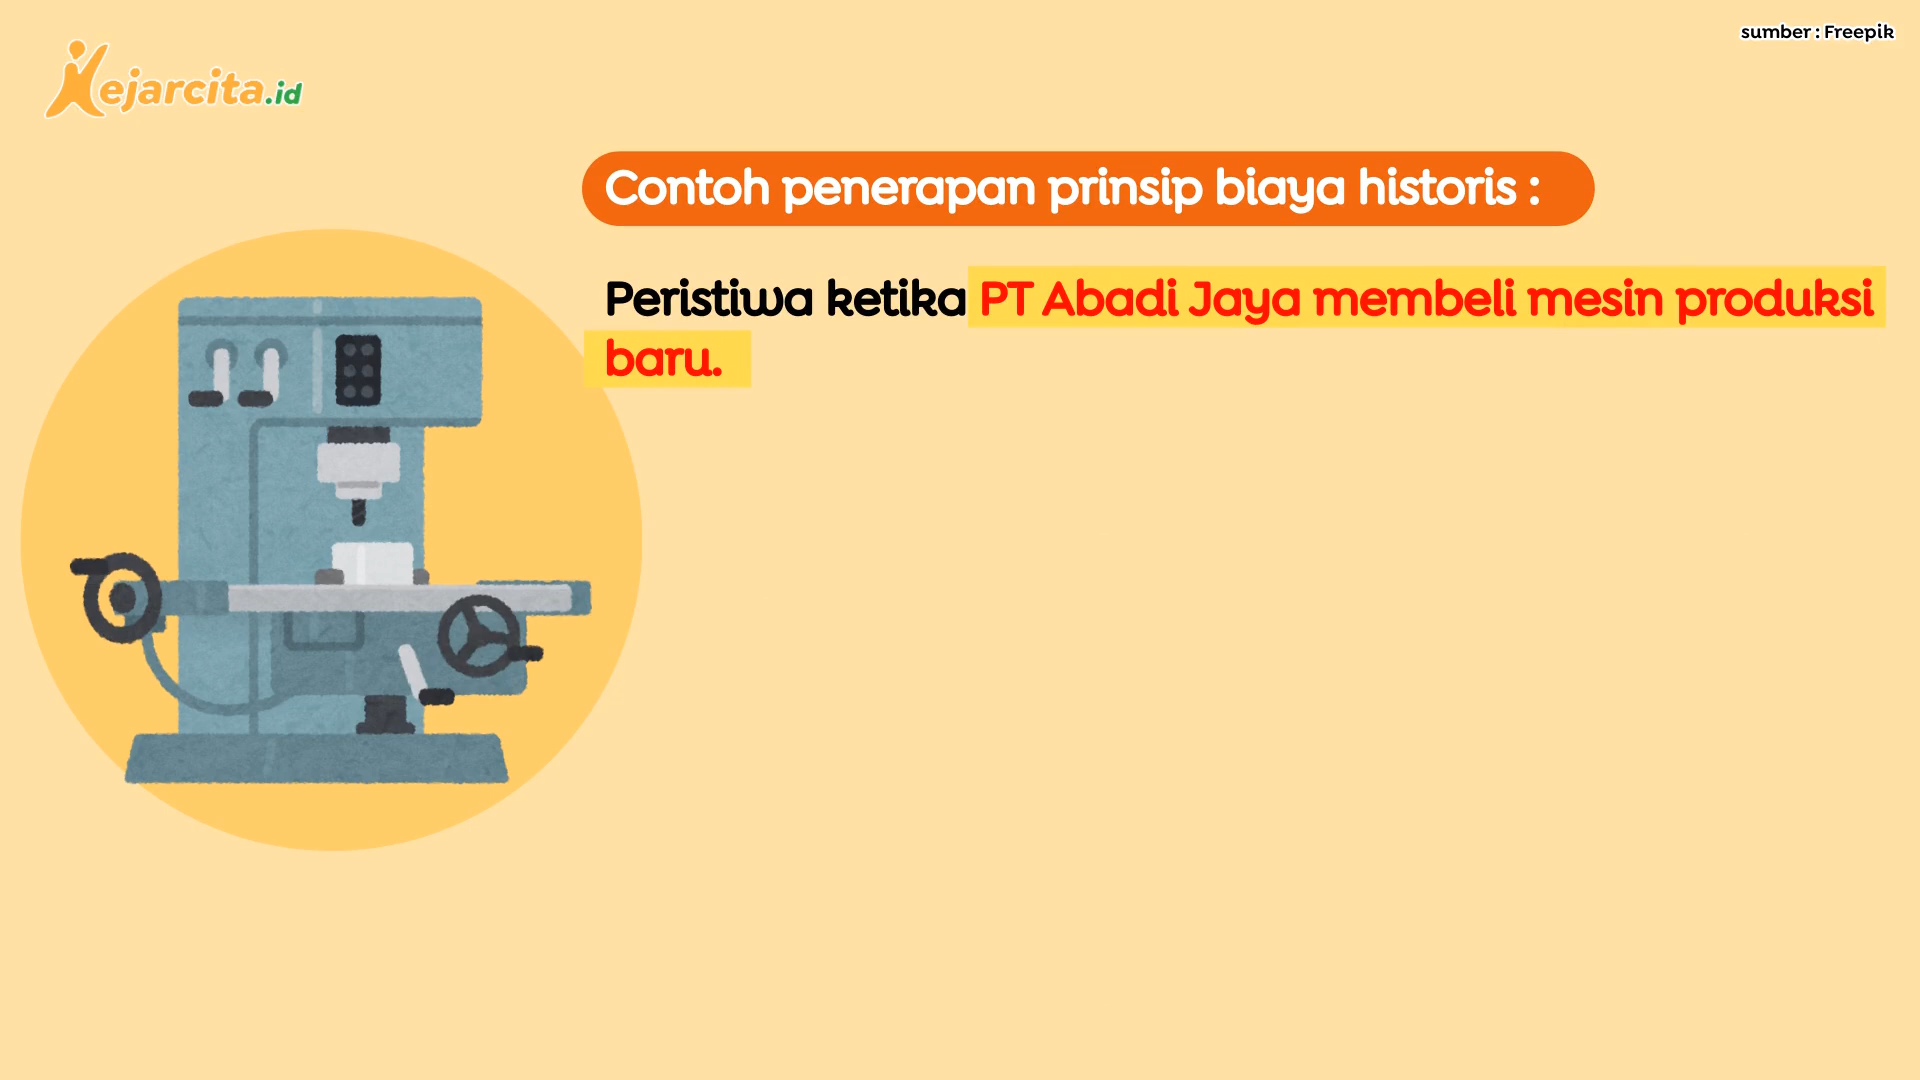 sumber : Freepik
Kejarcita.id
Contoh penerapan prinsip biaya historis :
Peristiwa ketika PT Abadi Jaya membeli mesin produksi
baru.